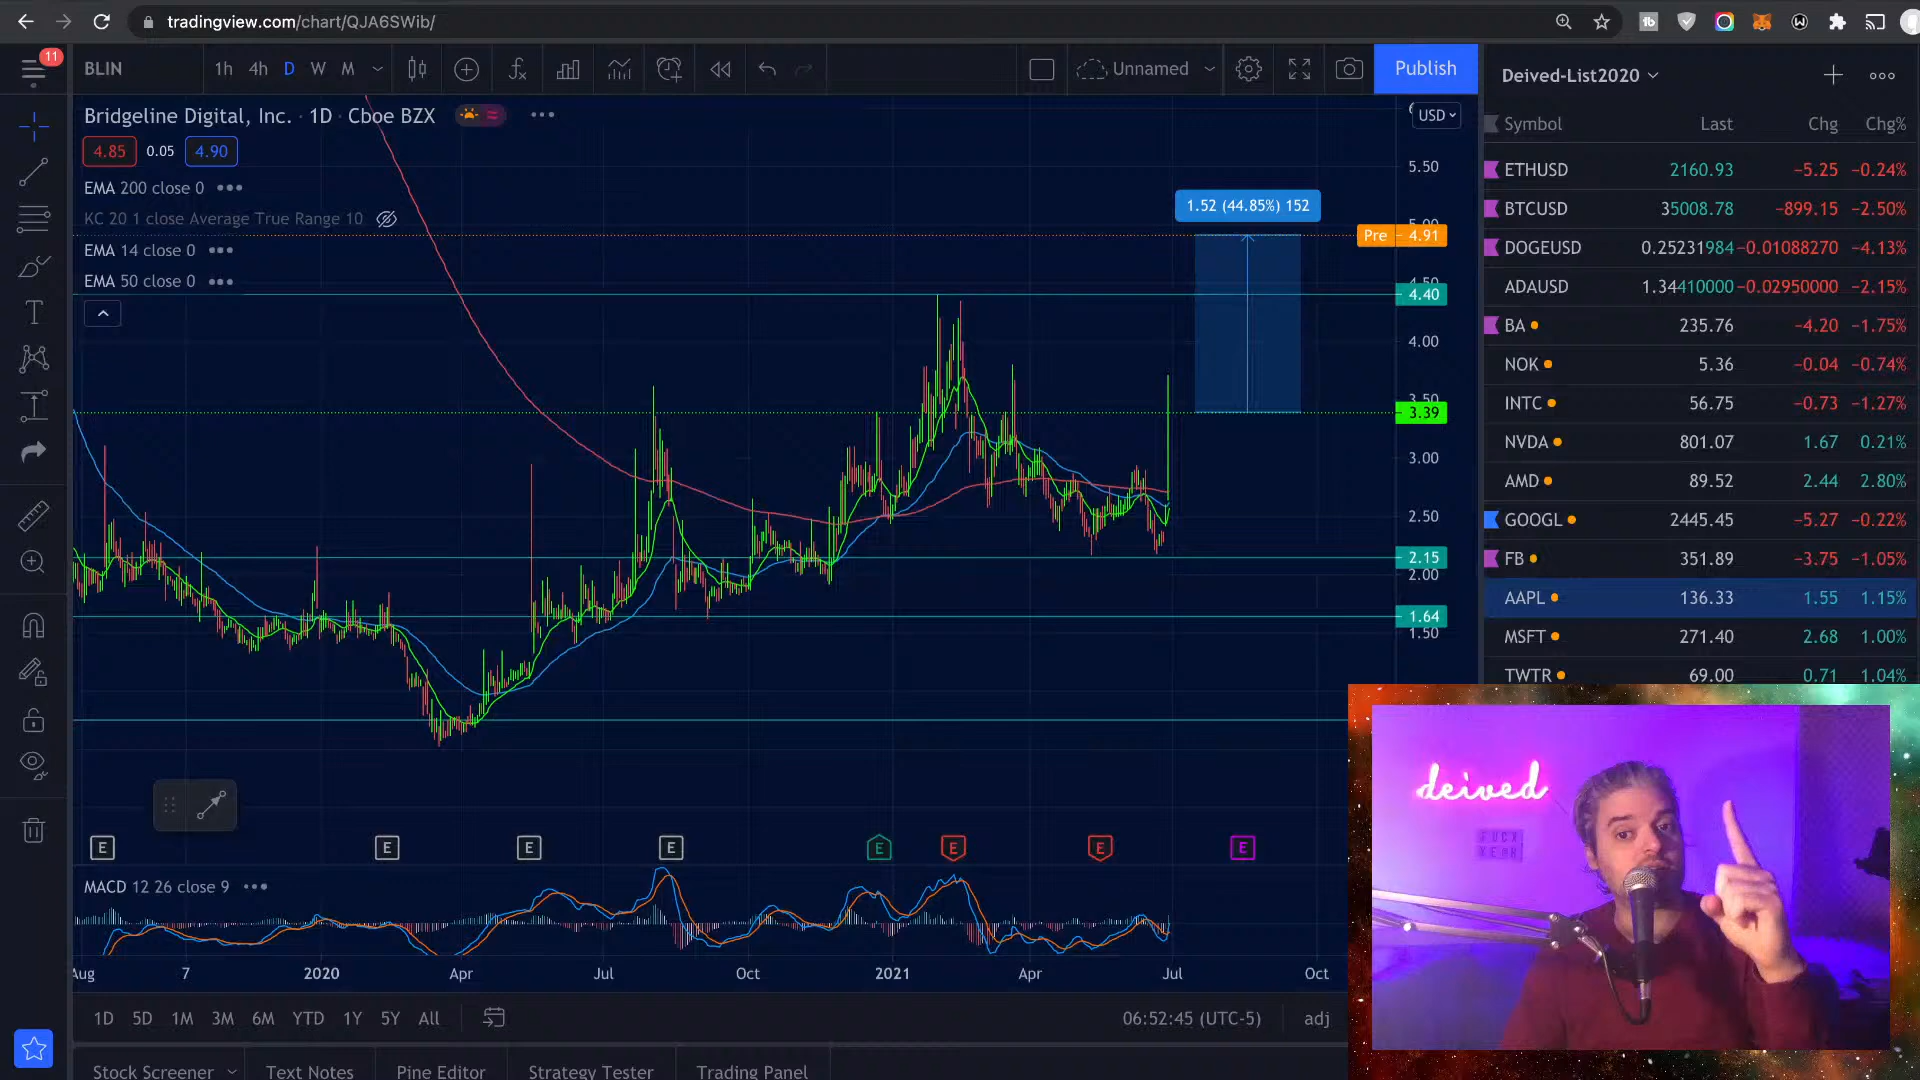 tradingview.com/chart/QJA6SWib/
11
BLIN 1h 4h D W M Unnamed Publish
Bridgeline Digital, Inc. · 1D · Cboe BZX
USD
4.85 0.05 4.90
EMA 200 close 0
KC 20 1 close Average True Range 10
EMA 14 close 0
EMA 50 close 0
1.52 (44.85%) 152
5.50
5.00
Pre 4.91
4.50
4.40
4.00
3.50
3.39
3.00
2.50
2.15
2.00
1.64
1.50
E E E E E E E E
MACD 12 26 close 9
Aug 7 2020 Apr Jul Oct 2021 Apr Jul Oct
1D 5D 1M 3M 6M YTD 1Y 5Y All
06:52:45 (UTC-5) adj
Stock Screener Text Notes Pine Editor Strategy Tester Trading Panel
Deived-List2020
Symbol Last Chg Chg%
ETHUSD 2160.93 −5.25 −0.24%
BTCUSD 35008.78 −899.15 −2.50%
DOGEUSD 0.25231984 −0.01088270 −4.13%
ADAUSD 1.34410000 −0.02950000 −2.15%
BA 235.76 −4.20 −1.75%
NOK 5.36 −0.04 −0.74%
INTC 56.75 −0.73 −1.27%
NVDA 801.07 1.67 0.21%
AMD 89.52 2.44 2.80%
GOOGL 2445.45 −5.27 −0.22%
FB 351.89 −3.75 −1.05%
AAPL 136.33 1.55 1.15%
MSFT 271.40 2.68 1.00%
TWTR 69.00 0.71 1.04%
deived
FUCK
YEAH